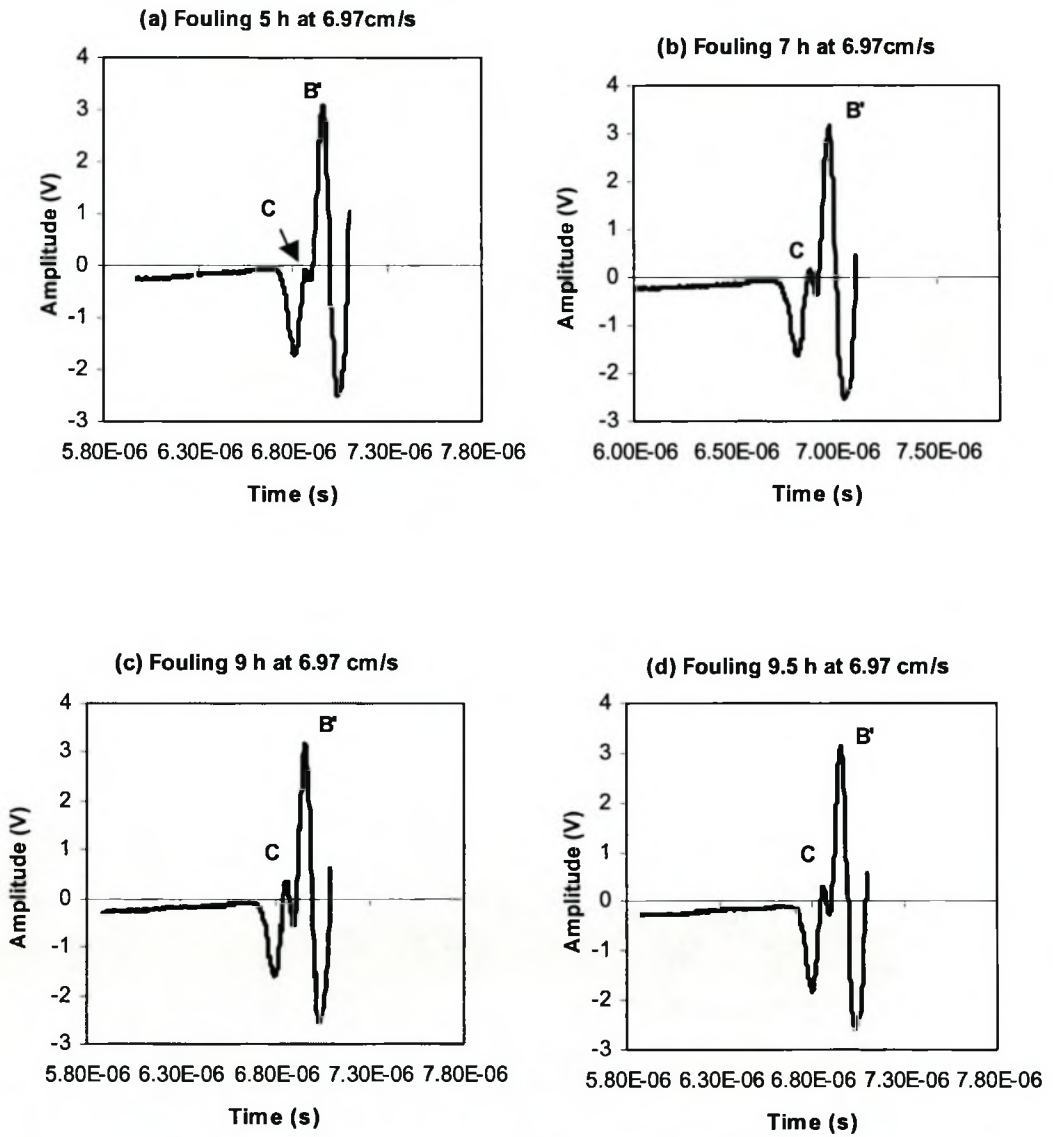 (a) Fouling 5 h at 6.97cm/s
4
3
2
1
0
-1
-2
-3
Amplitude (V)
B'
C
5.80E-06 6.30E-06 6.80E-06 7.30E-06 7.80E-06
Time (s)
(b) Fouling 7 h at 6.97cm/s
4
3
2
1
0
-1
-2
-3
Amplitude (V)
B'
C
6.00E-06 6.50E-06 7.00E-06 7.50E-06
Time (s)
(c) Fouling 9 h at 6.97 cm/s
4
3
2
1
0
-1
-2
-3
Amplitude (V)
B'
C
5.80E-06 6.30E-06 6.80E-06 7.30E-06 7.80E-06
Time (s)
(d) Fouling 9.5 h at 6.97 cm/s
4
3
2
1
0
-1
-2
-3
Amplitude (V)
B'
C
5.80E-06 6.30E-06 6.80E-06 7.30E-06 7.80E-06
Time (s)